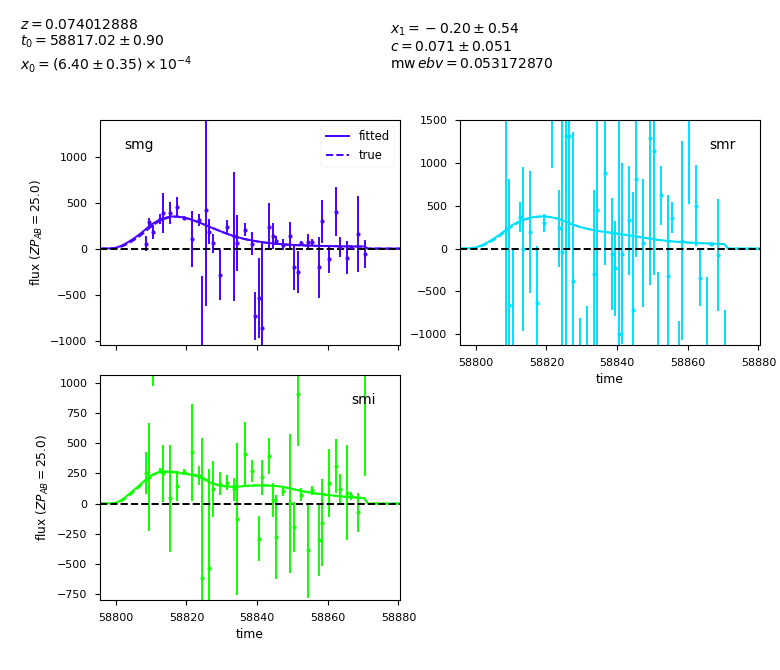 z = 0.074012888
t₀ = 58817.02 ± 0.90
x₀ = (6.40 ± 0.35) × 10⁻⁴
x₁ = −0.20 ± 0.54
c = 0.071 ± 0.051
mwebv = 0.053172870
smg
fitted
true
1000
500
0
−500
−1000
flux (ZP_AB = 25.0)
smr
1500
1000
500
0
−500
−1000
58800 58820 58840 58860 58880
time
smi
1000
750
500
250
0
−250
−500
−750
flux (ZP_AB = 25.0)
58800 58820 58840 58860 58880
time